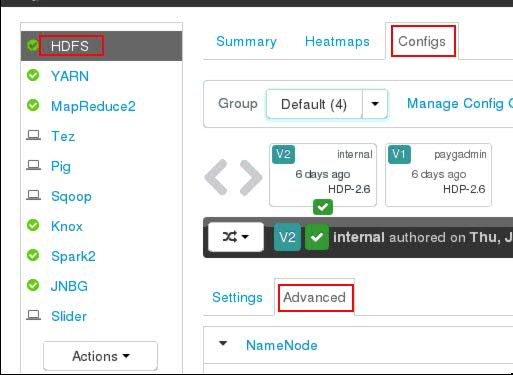 HDFS
YARN
MapReduce2
Tez
Pig
Sqoop
Knox
Spark2
JNBG
Slider
Actions
Summary Heatmaps Configs
Group Default (4) Manage Config
V2 internal
6 days ago
HDP-2.6
V1 paygadmin
6 days ago
HDP-2.6
V2 internal authored on Thu, J
Settings Advanced
NameNode